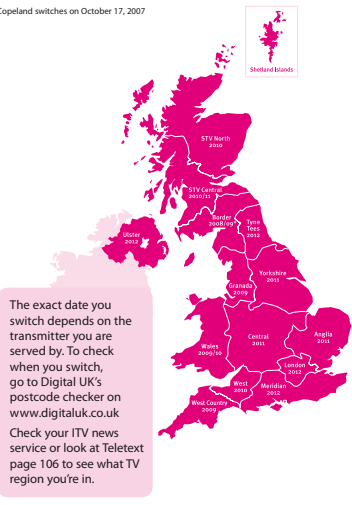 Copeland switches on October 17, 2007
Shetland Islands
STV North
2010
STV Central
2010/11
Border
2008/09
Tyne
Tees
2012
Ulster
2012
Yorkshire
2011
Granada
2009
Wales
2009/10
Central
2011
Anglia
2011
London
2012
West
2010
Meridian
2012
West Country
2009
The exact date you
switch depends on the
transmitter you are
served by. To check
when you switch,
go to Digital UK's
postcode checker on
www.digitaluk.co.uk
Check your ITV news
service or look at Teletext
page 106 to see what TV
region you're in.